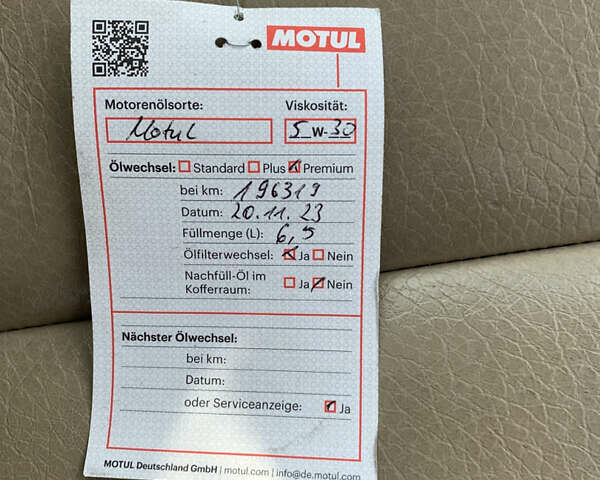 MOTUL
Motorenölsorte: Viskosität:
Motul 5 W-30
Ölwechsel: Standard Plus Premium
bei km: 196319
Datum: 20.11.23
Füllmenge (L): 6,5
Ölfilterwechsel: Ja Nein
Nachfüll-Öl im
Kofferraum: Ja Nein
Nächster Ölwechsel:
bei km:
Datum:
oder Serviceanzeige: Ja
MOTUL Deutschland GmbH | motul.com | info@de.motul.com